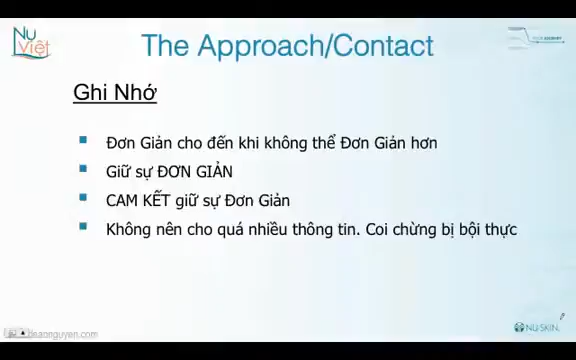 Nu
Việt
The Approach/Contact
Ghi Nhớ
Đơn Giản cho đến khi không thể Đơn Giản hơn
Giữ sự ĐƠN GIẢN
CAM KẾT giữ sự Đơn Giản
Không nên cho quá nhiều thông tin. Coi chừng bị bội thực
NU SKIN